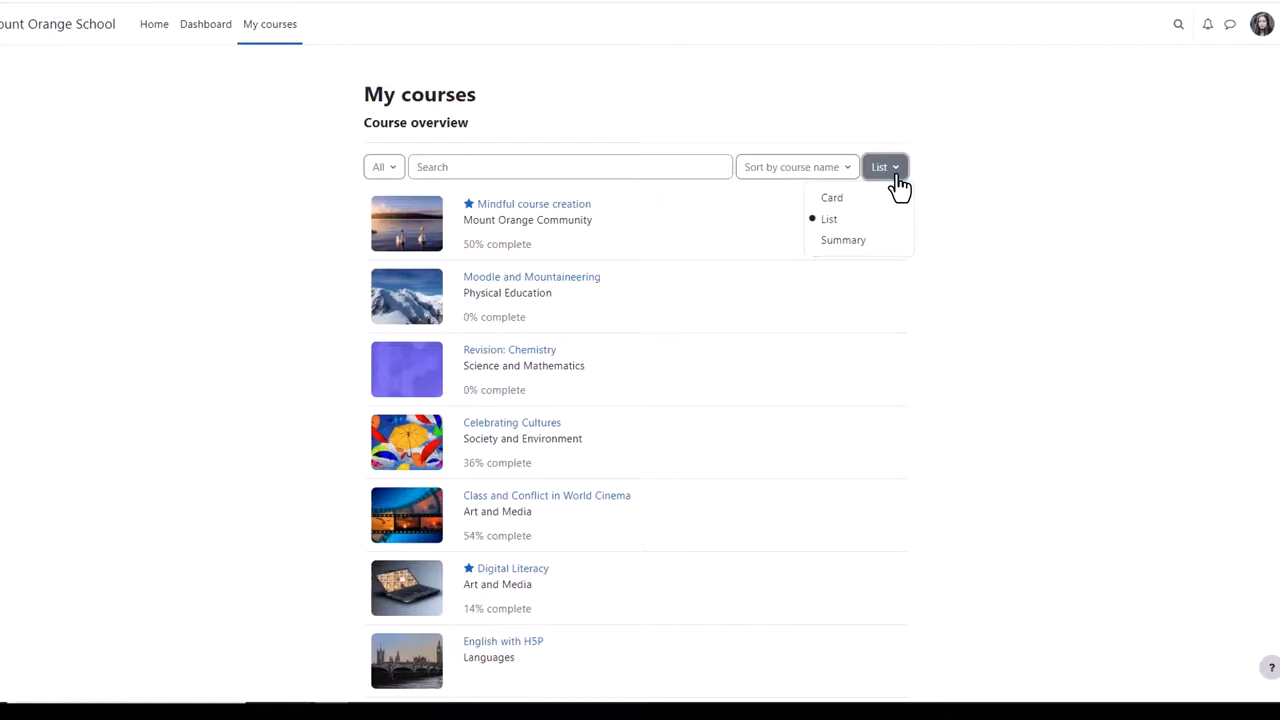 ount Orange School
Home
Dashboard
My courses
My courses
Course overview
All
Search
Sort by course name
List
Card
List
Summary
Mindful course creation
Mount Orange Community
50% complete
Moodle and Mountaineering
Physical Education
0% complete
Revision: Chemistry
Science and Mathematics
0% complete
Celebrating Cultures
Society and Environment
36% complete
Class and Conflict in World Cinema
Art and Media
54% complete
Digital Literacy
Art and Media
14% complete
English with H5P
Languages
?